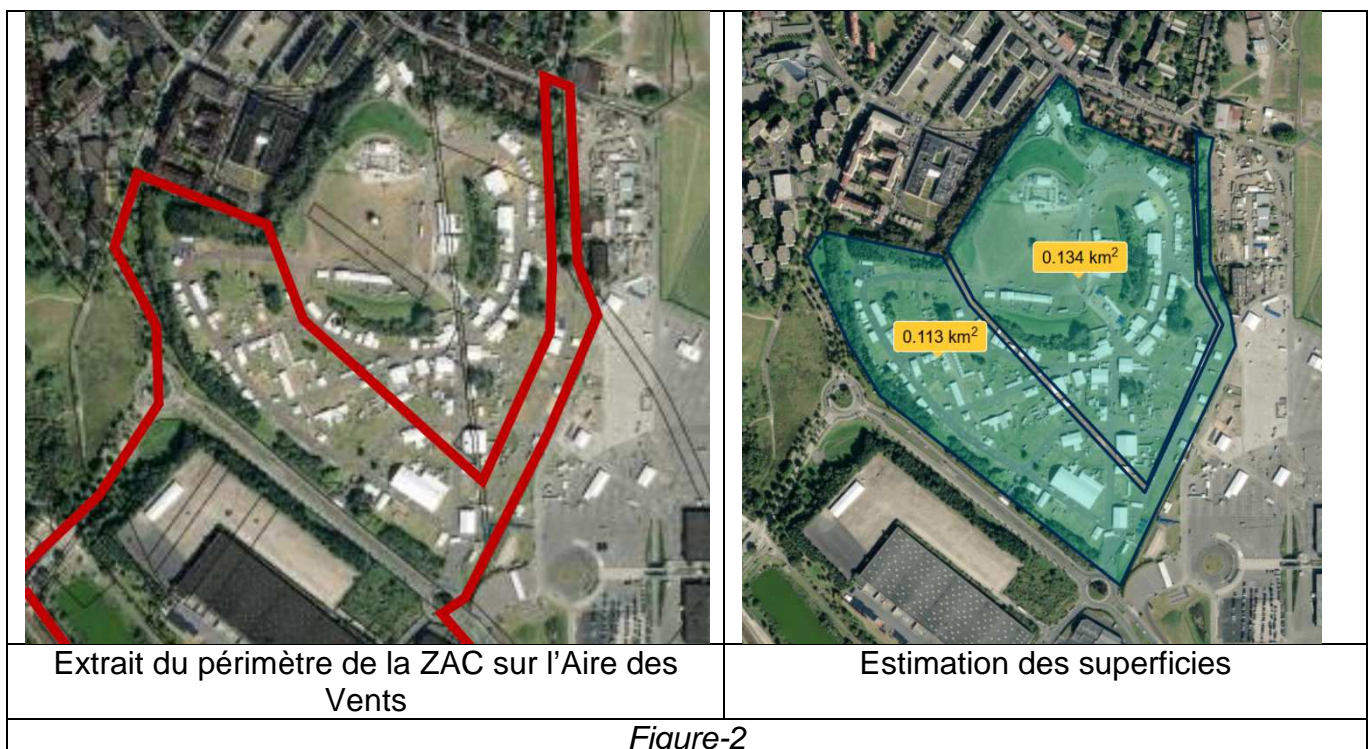 0.134 km²
0.113 km²
Extrait du périmètre de la ZAC sur l’Aire des
Vents
Estimation des superficies
Figure-2